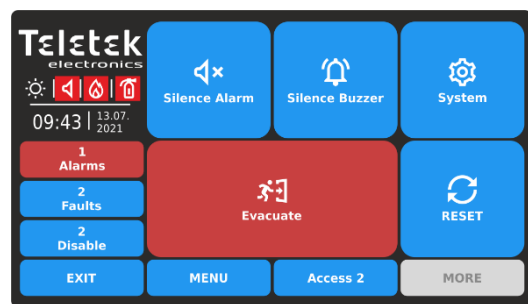 Teletek
electronics
09:43
13.07.
2021
Silence Alarm
Silence Buzzer
System
1
Alarms
2
Faults
2
Disable
Evacuate
RESET
EXIT
MENU
Access 2
MORE